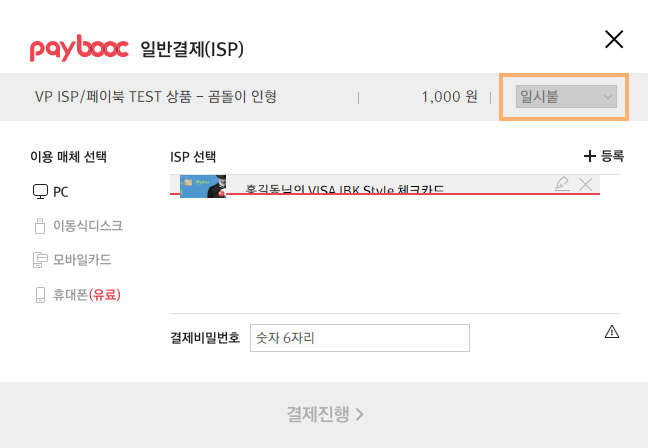 paybooc 일반결제(ISP)
VP ISP/페이북 TEST 상품 – 곰돌이 인형 1,000 원 일시불
이용 매체 선택
ISP 선택
등록
PC
홍길동님의 VISA IBK Style 체크카드
이동식디스크
모바일카드
휴대폰(유료)
결제비밀번호 숫자 6자리
결제진행